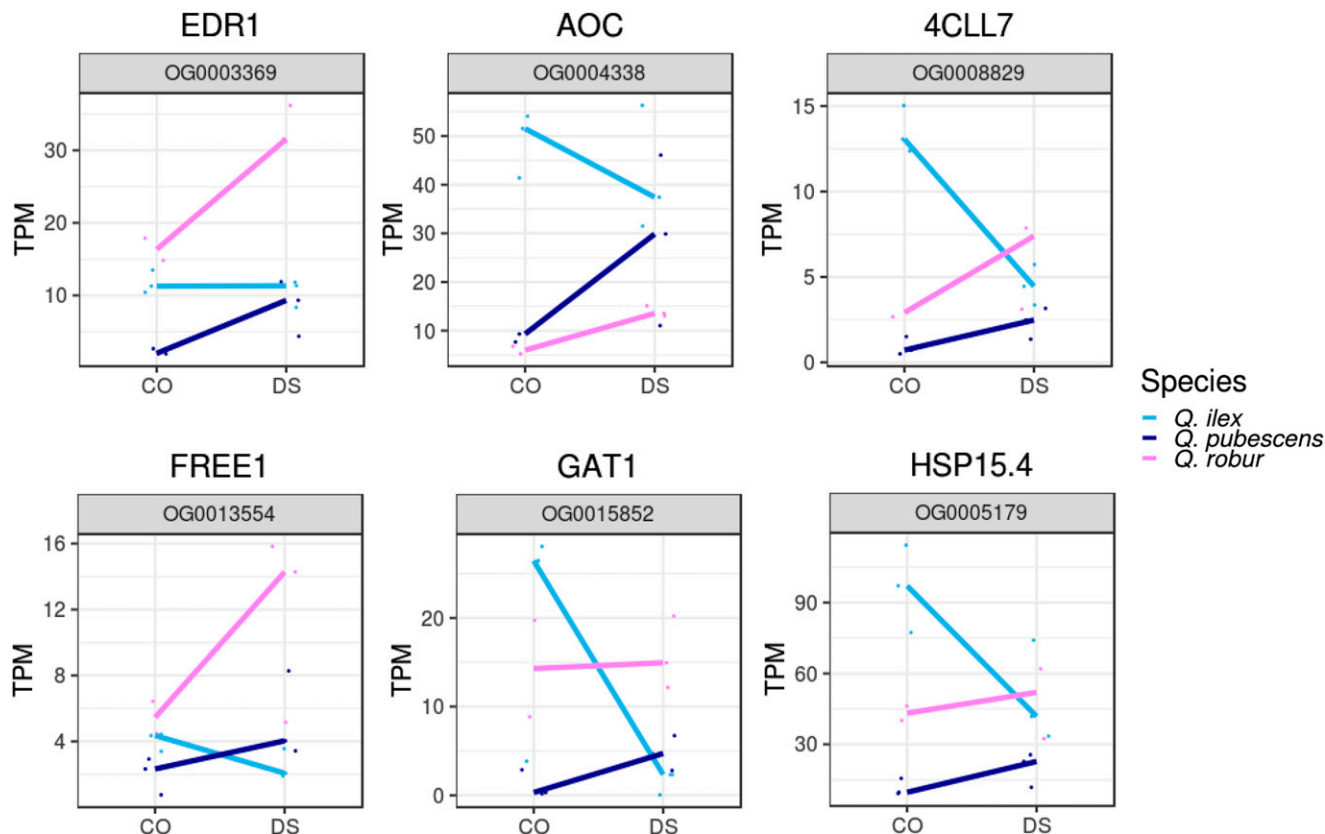 EDR1
OG0003369
TPM
30
20
10
CO DS
AOC
OG0004338
TPM
50
40
30
20
10
CO DS
4CLL7
OG0008829
TPM
15
10
5
0
CO DS
Species
Q. ilex
Q. pubescens
Q. robur
FREE1
OG0013554
TPM
16
12
8
4
CO DS
GAT1
OG0015852
TPM
20
10
0
CO DS
HSP15.4
OG0005179
TPM
90
60
30
CO DS